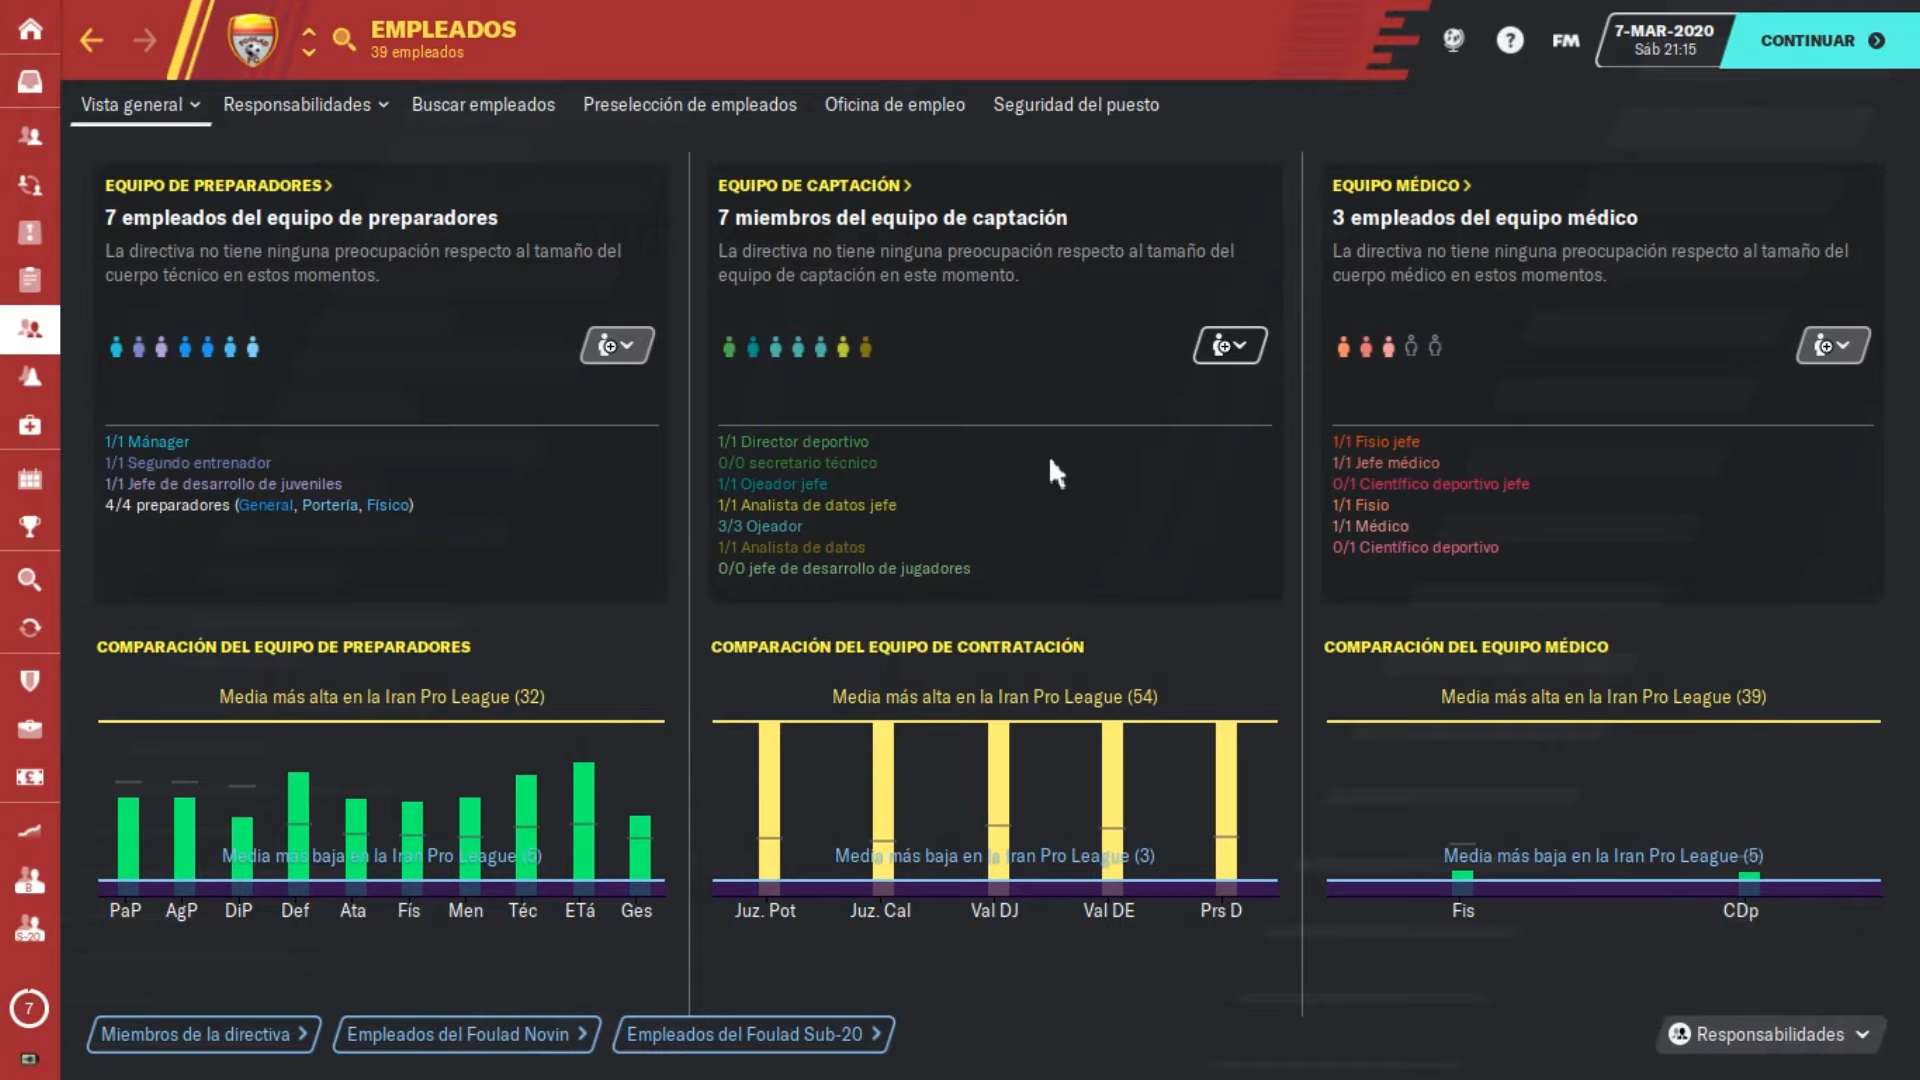 EMPLEADOS
39 empleados
FOULAD
FC
?
FM
7-MAR-2020
Sáb 21:15
CONTINUAR
Vista general
Responsabilidades
Buscar empleados
Preselección de empleados
Oficina de empleo
Seguridad del puesto
EQUIPO DE PREPARADORES
7 empleados del equipo de preparadores
La directiva no tiene ninguna preocupación respecto al tamaño del
cuerpo técnico en estos momentos.
1/1 Mánager
1/1 Segundo entrenador
1/1 Jefe de desarrollo de juveniles
4/4 preparadores (General, Portería, Físico)
EQUIPO DE CAPTACIÓN
7 miembros del equipo de captación
La directiva no tiene ninguna preocupación respecto al tamaño del
equipo de captación en este momento.
1/1 Director deportivo
0/0 secretario técnico
1/1 Ojeador jefe
1/1 Analista de datos jefe
3/3 Ojeador
1/1 Analista de datos
0/0 jefe de desarrollo de jugadores
EQUIPO MÉDICO
3 empleados del equipo médico
La directiva no tiene ninguna preocupación respecto al tamaño del
cuerpo médico en estos momentos.
1/1 Fisio jefe
1/1 Jefe médico
0/1 Científico deportivo jefe
1/1 Fisio
1/1 Médico
0/1 Científico deportivo
COMPARACIÓN DEL EQUIPO DE PREPARADORES
Media más alta en la Iran Pro League (32)
Media más baja en la Iran Pro League (5)
PaP AgP DiP Def Ata Fís Men Téc ETá Ges
COMPARACIÓN DEL EQUIPO DE CONTRATACIÓN
Media más alta en la Iran Pro League (54)
Media más baja en la Iran Pro League (3)
Juz. Pot Juz. Cal Val DJ Val DE Prs D
COMPARACIÓN DEL EQUIPO MÉDICO
Media más alta en la Iran Pro League (39)
Media más baja en la Iran Pro League (5)
Fis CDp
B
S-20
7
Miembros de la directiva
Empleados del Foulad Novin
Empleados del Foulad Sub-20
Responsabilidades